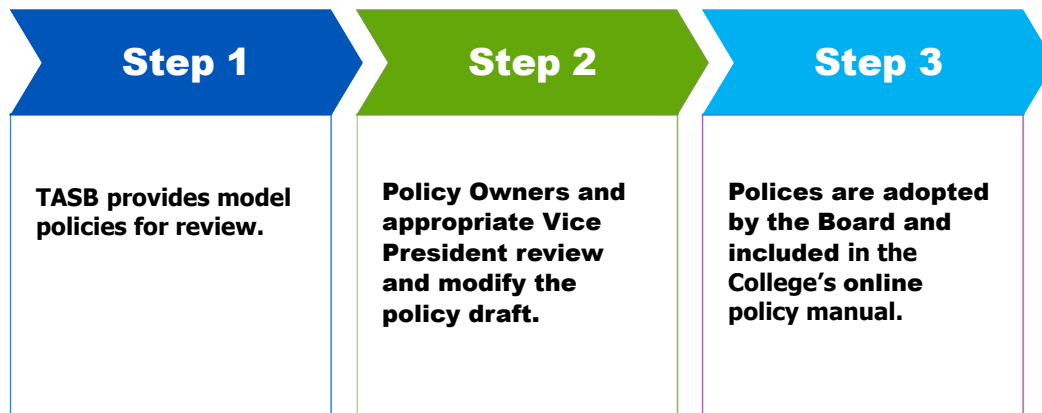 Step 1
TASB provides model
policies for review.
Step 2
Policy Owners and
appropriate Vice
President review
and modify the
policy draft.
Step 3
Polices are adopted
by the Board and
included in the
College’s online
policy manual.